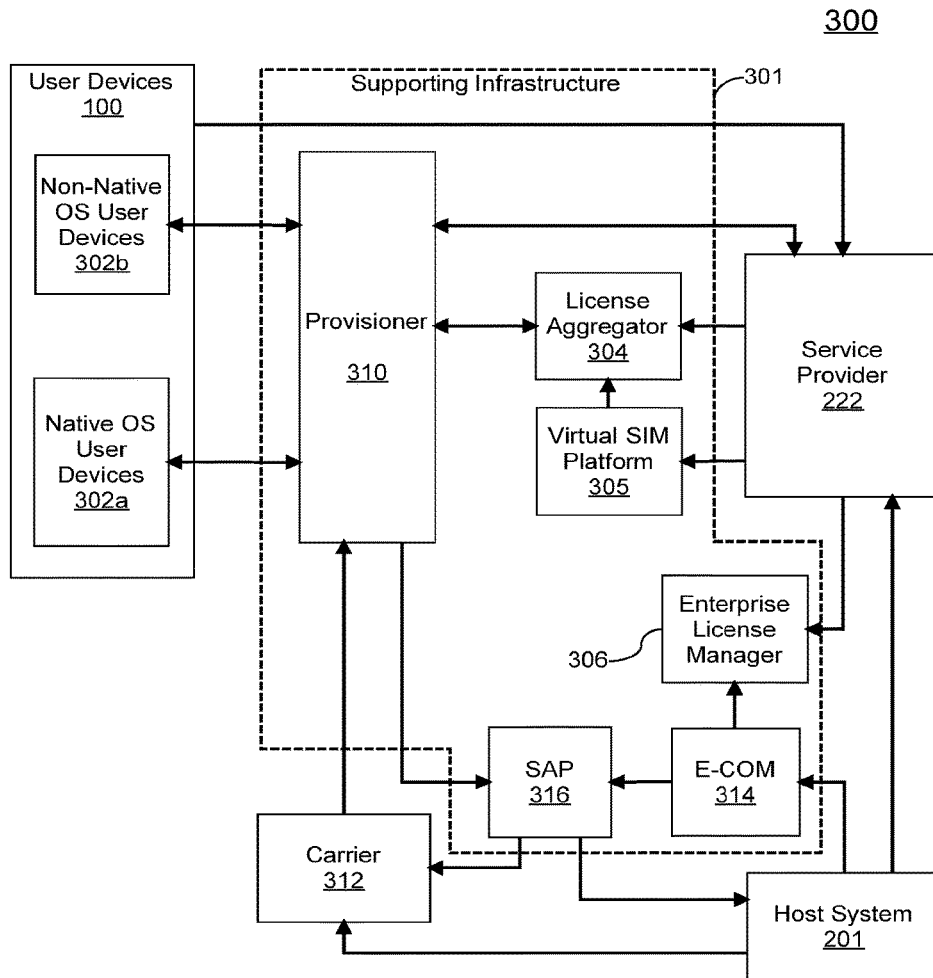 300
User Devices
100
Supporting Infrastructure
301
Non-Native
OS User
Devices
302b
Provisioner
310
License
Aggregator
304
Service
Provider
222
Native OS
User
Devices
302a
Virtual SIM
Platform
305
Enterprise
License
Manager
306
SAP
316
E-COM
314
Carrier
312
Host System
201